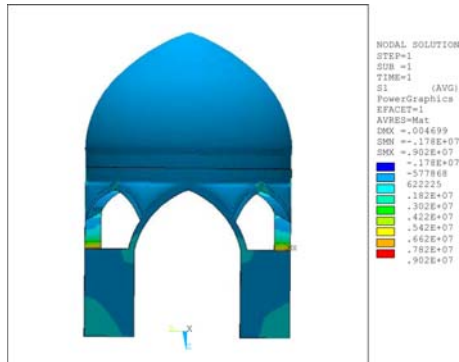 NODAL SOLUTION
STEP=1
SUB =1
TIME=1
S1 (AVG)
PowerGraphics
EFACET=1
AVRES=Mat
DMX =.004699
SMN =-.178E+07
SMX =.902E+07
-.178E+07
-577868
622225
.182E+07
.302E+07
.422E+07
.542E+07
.662E+07
.782E+07
.902E+07
X